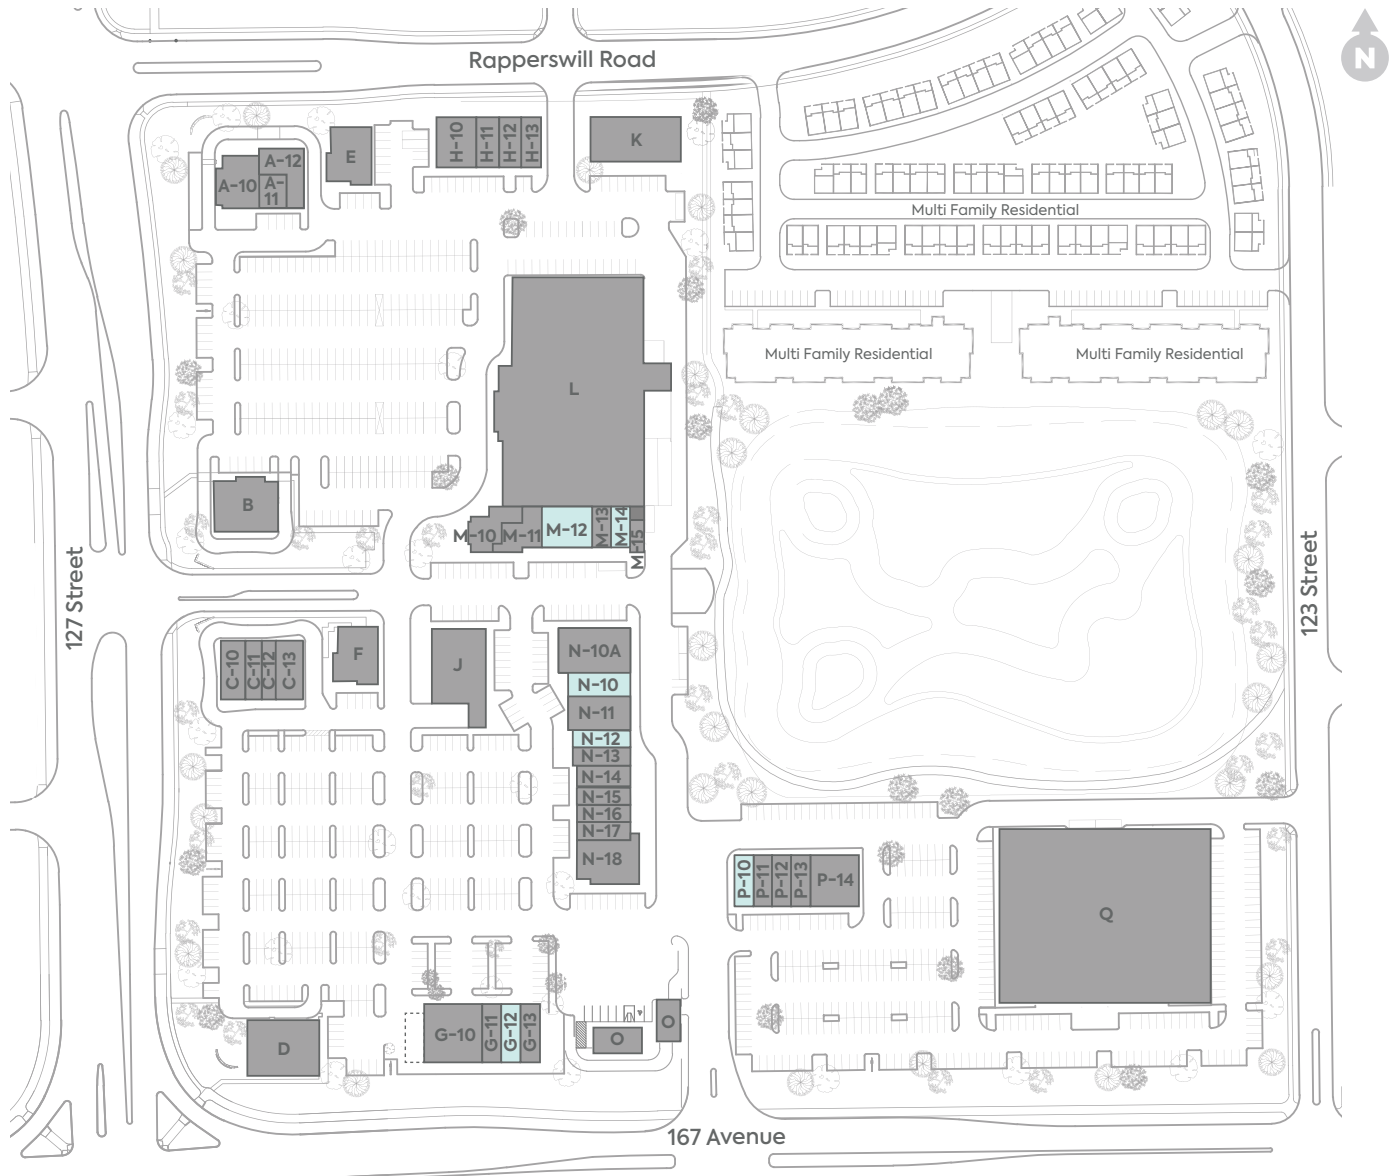 N
Rapperswill Road
H-10
H-11
H-12
H-13
K
E
A-12
A-10
A-
11
Multi Family Residential
Multi Family Residential
Multi Family Residential
L
B
M-10
M-11
M-12
M-13
M-14
M-15
127 Street
123 Street
C-10
C-11
C-12
C-13
F
J
N-10A
N-10
N-11
N-12
N-13
N-14
N-15
N-16
N-17
N-18
P-10
P-11
P-12
P-13
P-14
Q
G-10
G-11
G-12
G-13
O
O
D
167 Avenue